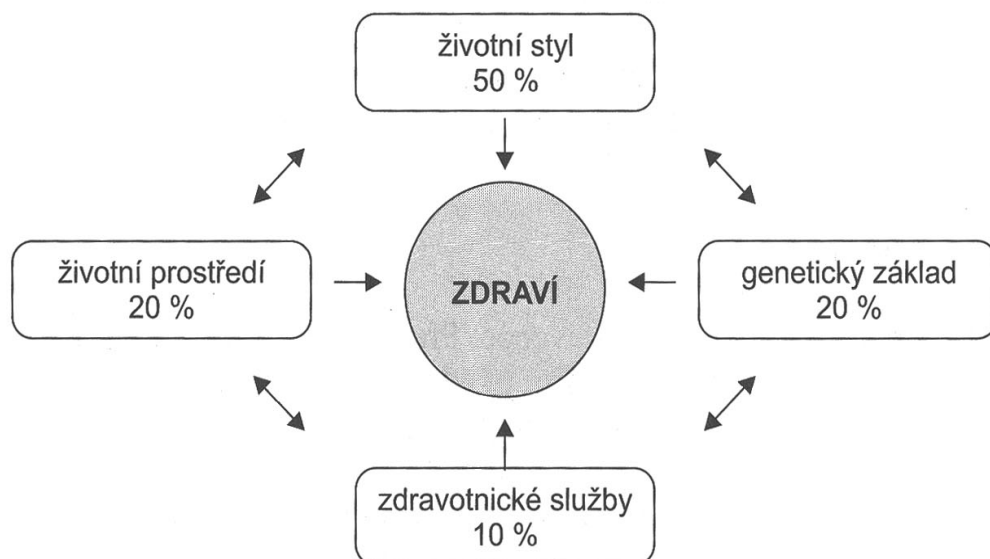 životní styl
50 %
životní prostředí
20 %
ZDRAVÍ
genetický základ
20 %
zdravotnické služby
10 %